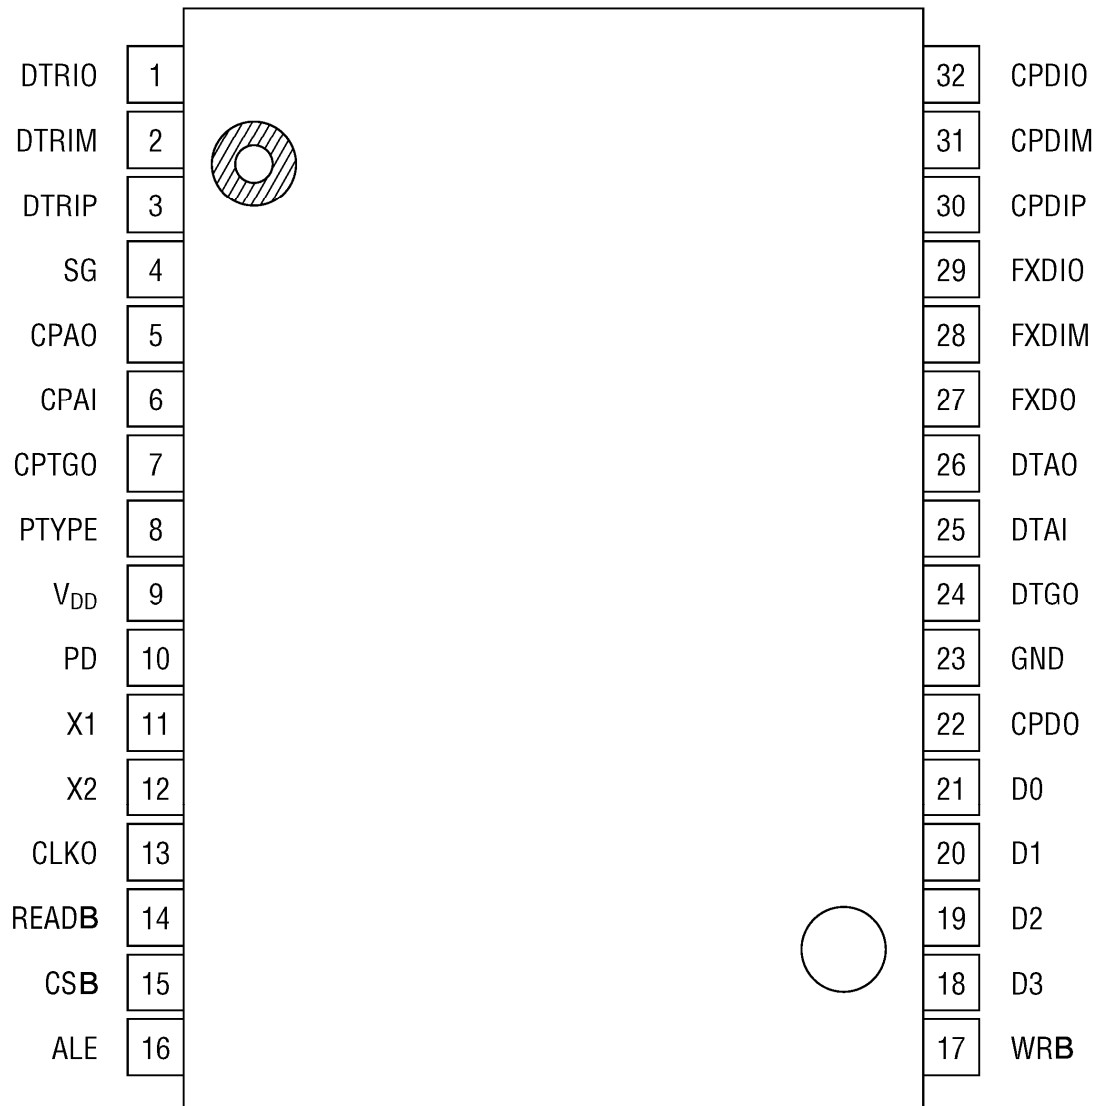 DTRIO 1 32 CPDIO
DTRIM 2 31 CPDIM
DTRIP 3 30 CPDIP
SG 4 29 FXDIO
CPAO 5 28 FXDIM
CPAI 6 27 FXDO
CPTGO 7 26 DTAO
PTYPE 8 25 DTAI
VDD 9 24 DTGO
PD 10 23 GND
X1 11 22 CPDO
X2 12 21 D0
CLKO 13 20 D1
READB 14 19 D2
CSB 15 18 D3
ALE 16 17 WRB